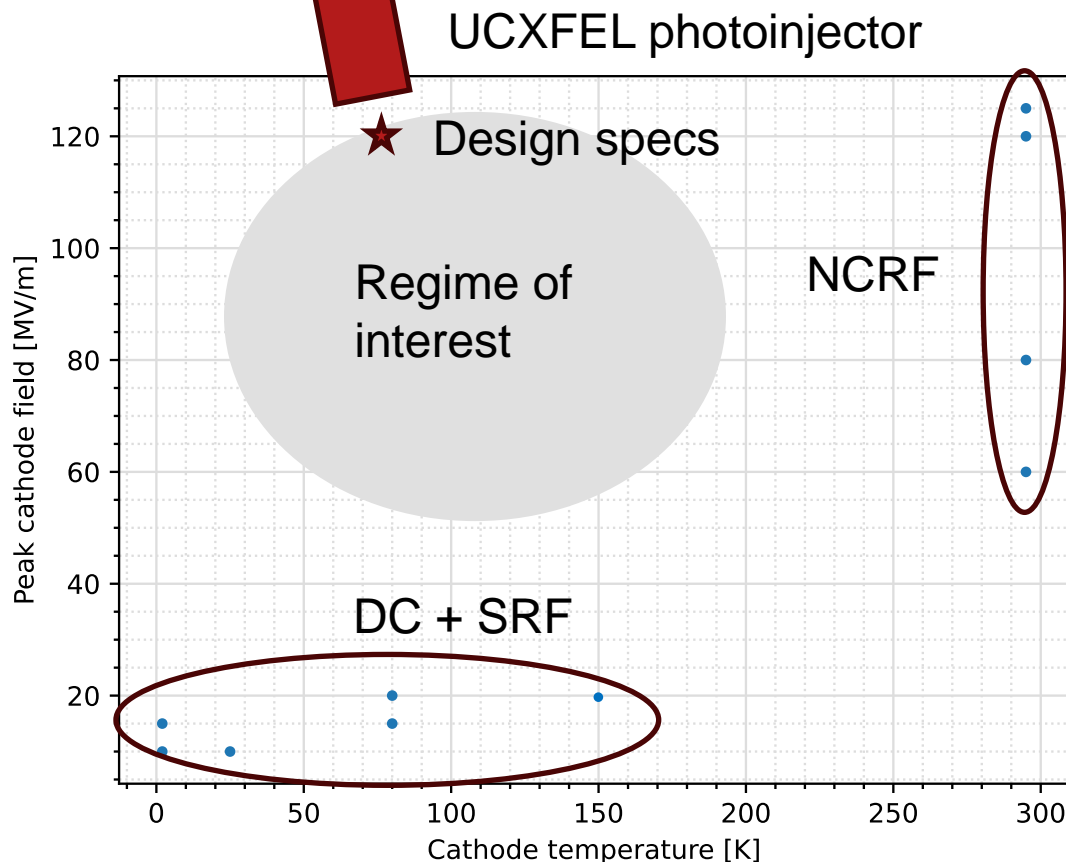 UCXFEL photoinjector
120
Design specs
100
NCRF
Regime of
interest
80
60
40
DC + SRF
20
0
50
100
150
200
250
300
Cathode temperature [K]
Peak cathode field [MV/m]